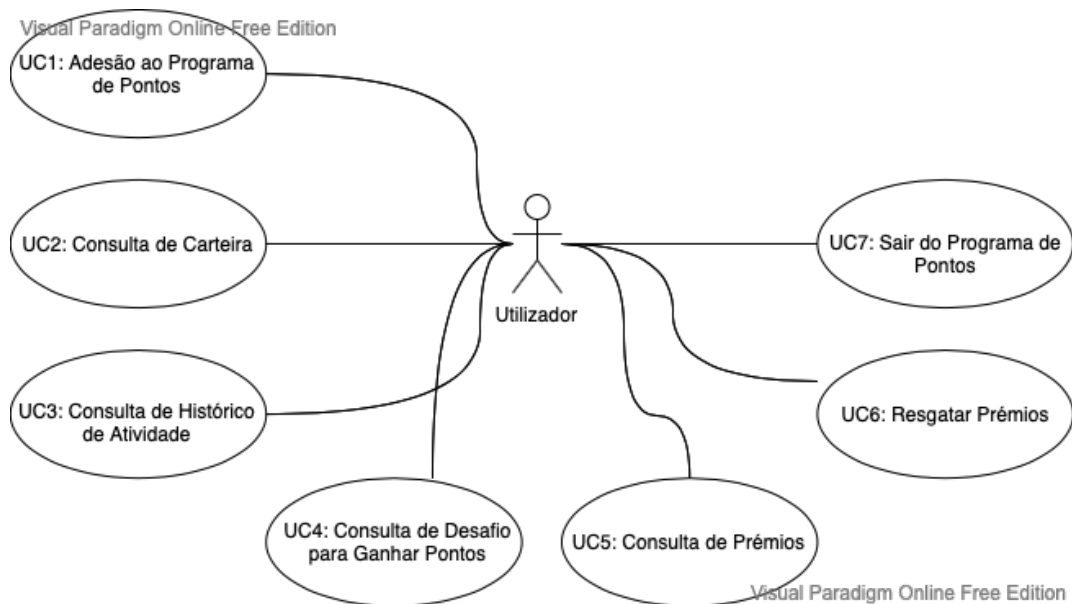 Visual Paradigm Online Free Edition
UC1: Adesão ao Programa
de Pontos
UC2: Consulta de Carteira
UC7: Sair do Programa de
Pontos
Utilizador
UC3: Consulta de Histórico
de Atividade
UC6: Resgatar Prémios
UC4: Consulta de Desafio
para Ganhar Pontos
UC5: Consulta de Prémios
Visual Paradigm Online Free Edition